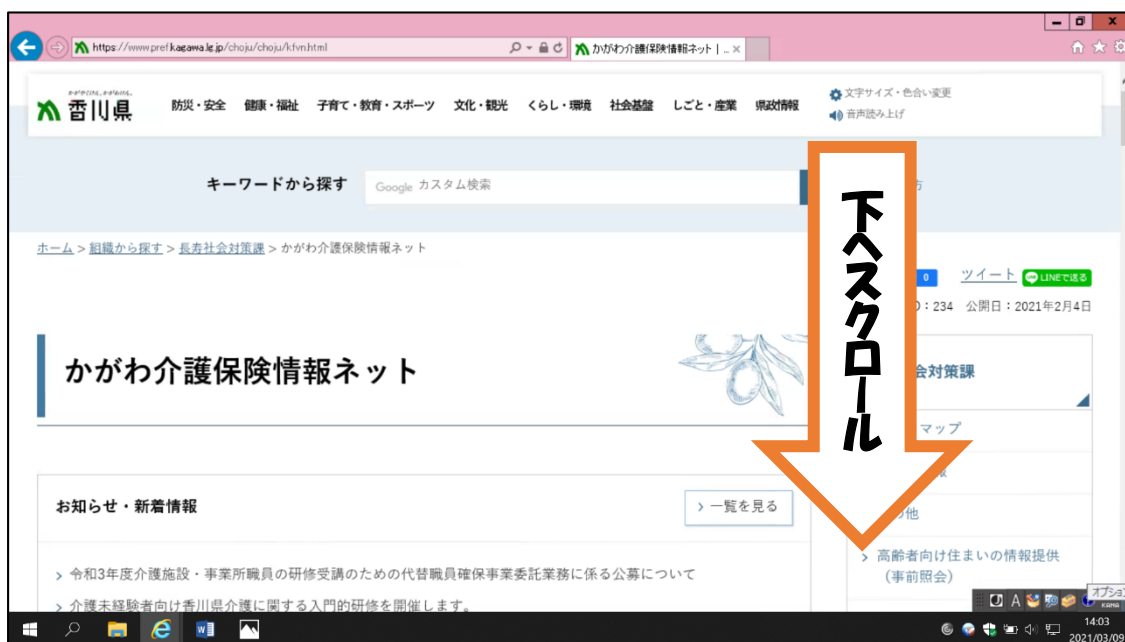 https://www.pref.kagawa.lg.jp/choju/choju/kfvn.html
かがわ介護保険情報ネット | ...
香川県
防災・安全 健康・福祉 子育て・教育・スポーツ 文化・観光 くらし・環境 社会基盤 しごと・産業 県政情報
文字サイズ・色合い変更
音声読み上げ
キーワードから探す
Google カスタム検索
方
ホーム > 組織から探す > 長寿社会対策課 > かがわ介護保険情報ネット
0 ツイート LINEで送る
:234 公開日:2021年2月4日
かがわ介護保険情報ネット
会対策課
マップ
の他
高齢者向け住まいの情報提供
(事前照会)
お知らせ・新着情報
一覧を見る
令和3年度介護施設・事業所職員の研修受講のための代替職員確保事業委託業務に係る公募について
介護未経験者向け香川県介護に関する入門的研修を開催します。
下へスクロール
オプション
A
KANA
14:03
2021/03/09